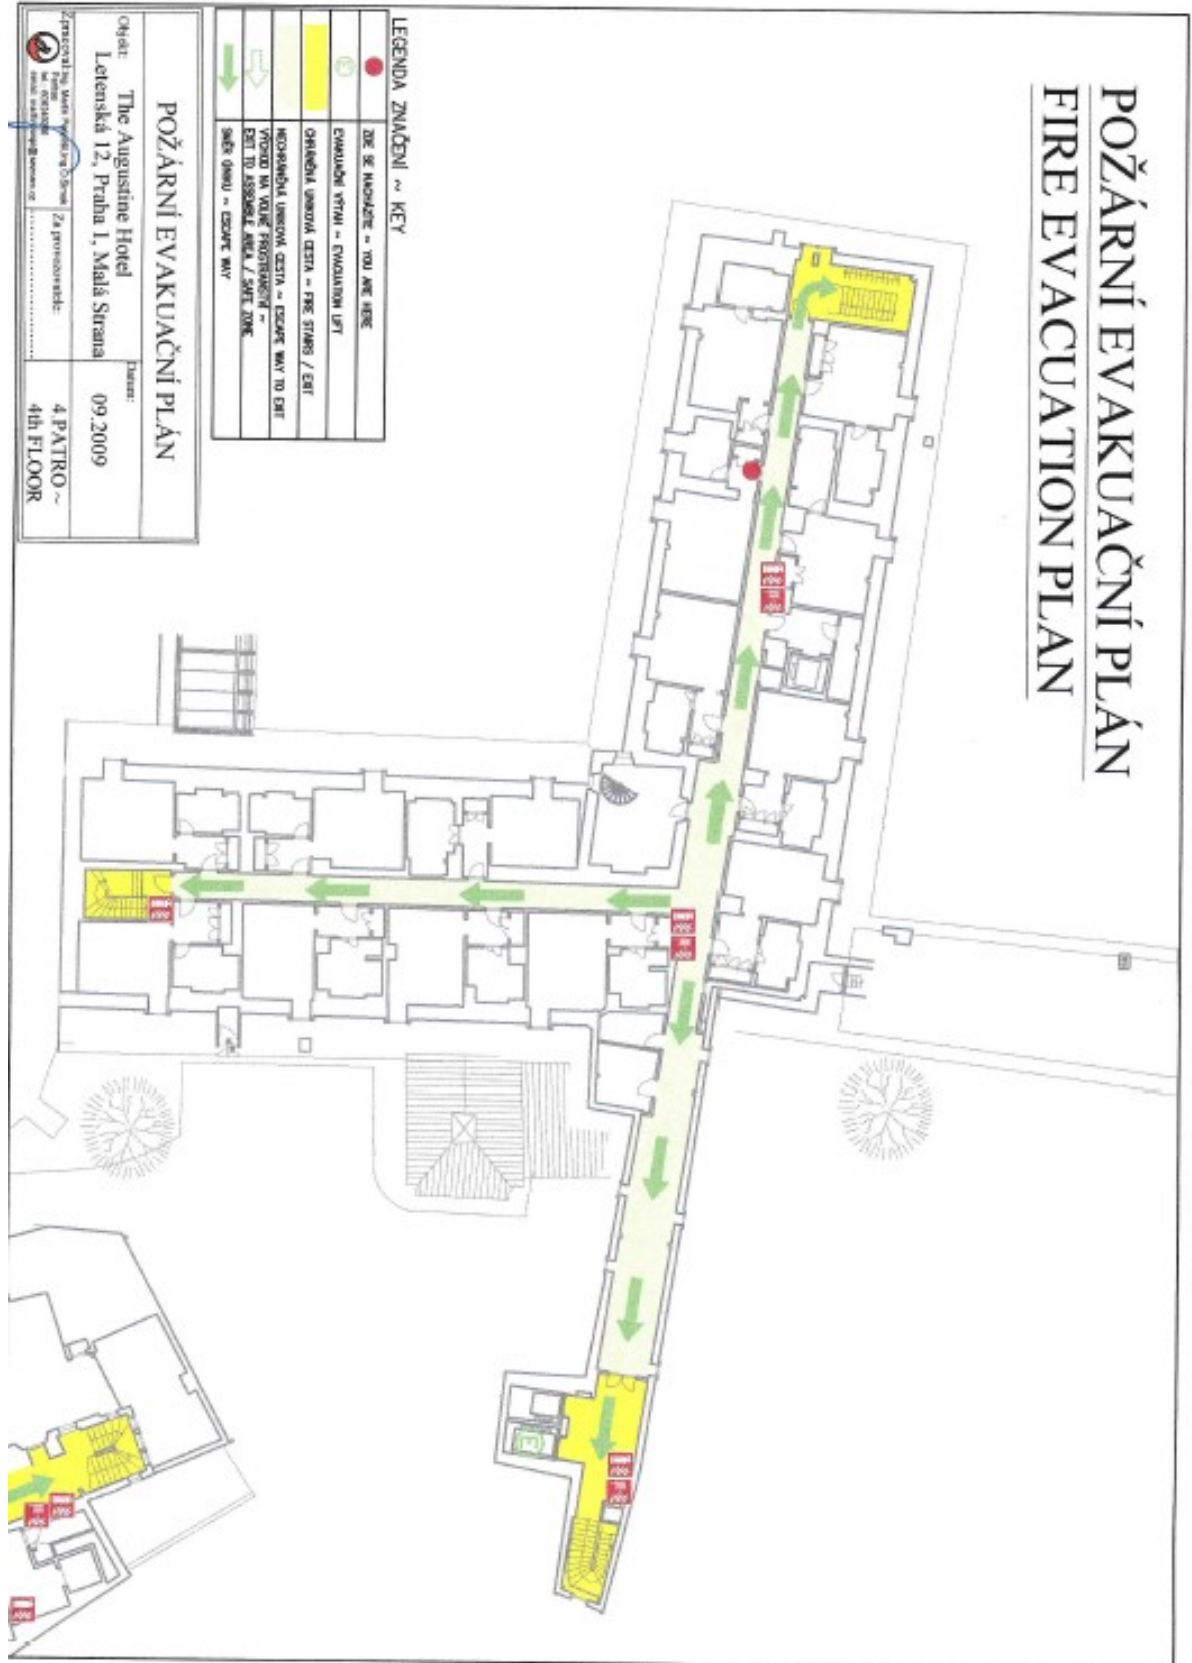 POŽÁRNÍ EVAKUAČNÍ PLÁN
FIRE EVACUATION PLAN
LEGENDA ZNAČENÍ ~ KEY
ZDE SE NACHÁZÍTE ~ YOU ARE HERE
EVAKUAČNÍ VÝTAH ~ EVACUATION LIFT
CHRÁNĚNÁ ÚNIKOVÁ CESTA ~ FIRE STAIRS / EXIT
NECHRÁNĚNÁ ÚNIKOVÁ CESTA ~ ESCAPE WAY TO EXIT
VÝCHOD NA VOLNÉ PROSTRANSTVÍ ~
EXIT TO ASSEMBLE AREA / SAFE ZONE
SMĚR ÚNIKU ~ ESCAPE WAY
POŽÁRNÍ EVAKUAČNÍ PLÁN
Objekt: The Augustine Hotel
Letenská 12, Praha 1, Malá Strana
Datum:
09.2009
Zpracoval: Ing.
Za provozovatele:
4.PATRO ~
4th FLOOR
E